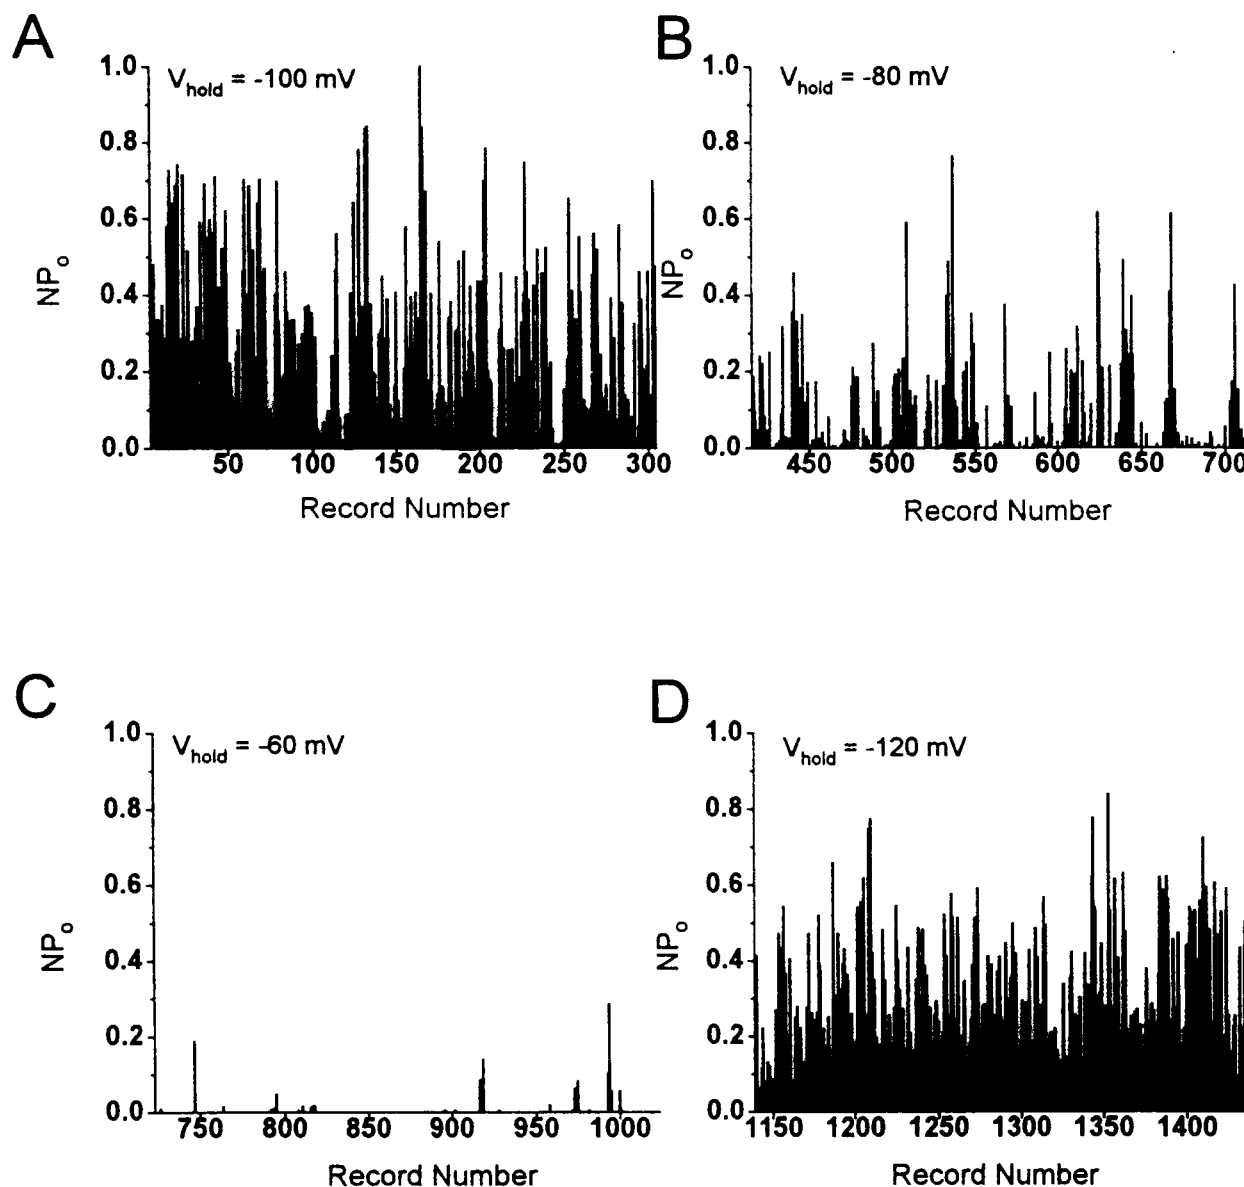 A
V_hold = -100 mV
1.0
0.8
0.6
0.4
0.2
0.0
NP_o
50 100 150 200 250 300
Record Number
B
V_hold = -80 mV
1.0
0.8
0.6
0.4
0.2
0.0
NP_o
450 500 550 600 650 700
Record Number
C
V_hold = -60 mV
1.0
0.8
0.6
0.4
0.2
0.0
NP_o
750 800 850 900 950 1000
Record Number
D
V_hold = -120 mV
1.0
0.8
0.6
0.4
0.2
0.0
NP_o
1150 1200 1250 1300 1350 1400
Record Number